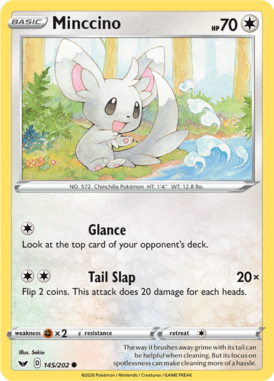 BASIC Minccino HP 70
NO. 572 Chinchilla Pokémon HT: 1'4" WT: 12.8 lbs.
Glance
Look at the top card of your opponent's deck.
Tail Slap 20×
Flip 2 coins. This attack does 20 damage for each heads.
weakness ×2 resistance retreat
Illus. Sekio
D 145/202
The way it brushes away grime with its tail can
be helpful when cleaning. But its focus on
spotlessness can make cleaning more of a hassle.
©2020 Pokémon / Nintendo / Creatures / GAME FREAK